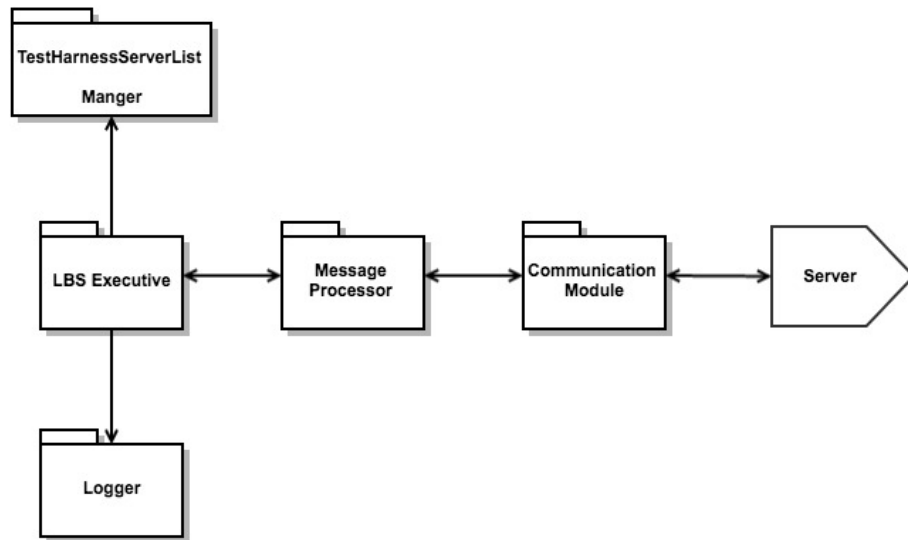 TestHarnessServerList
Manger
LBS Executive
Message
Processor
Communication
Module
Server
Logger